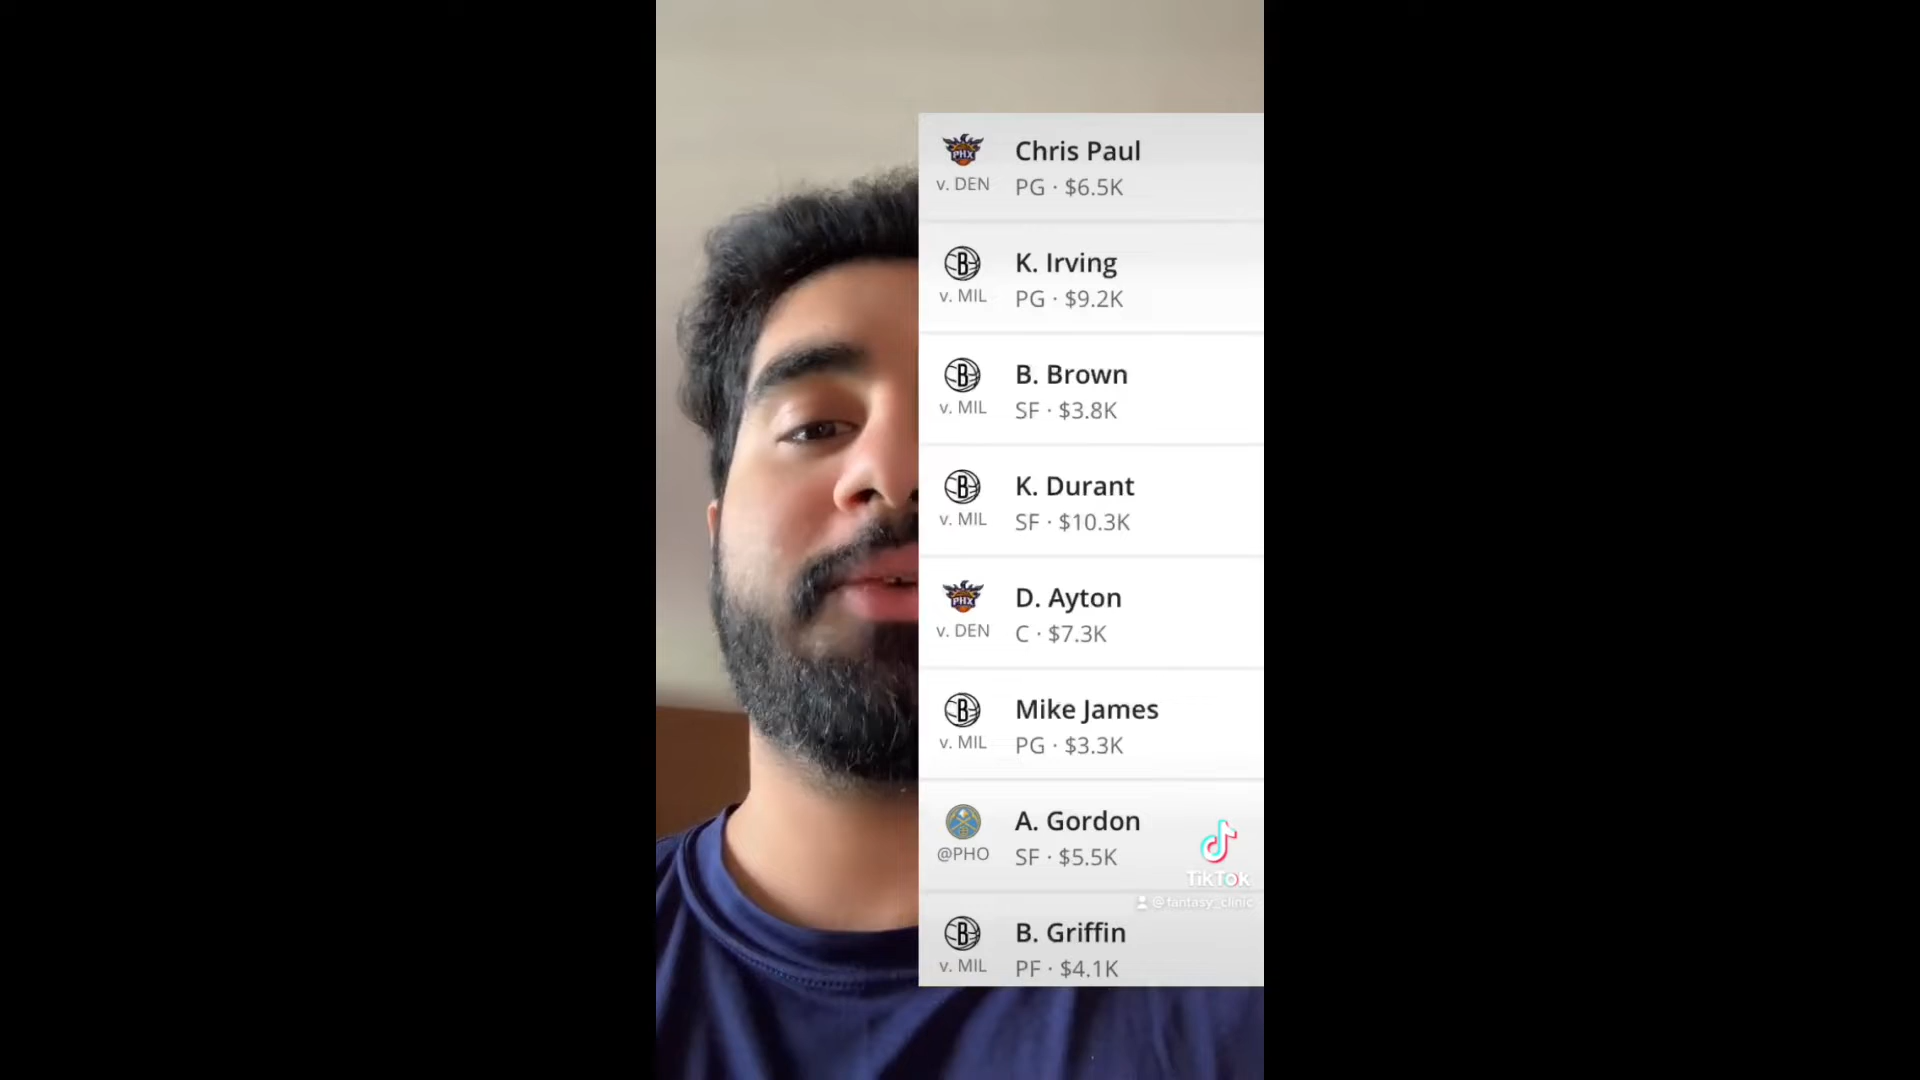 PHX
Chris Paul
v. DEN
PG · $6.5K
B
K. Irving
v. MIL
PG · $9.2K
B
B. Brown
v. MIL
SF · $3.8K
B
K. Durant
v. MIL
SF · $10.3K
PHX
D. Ayton
v. DEN
C · $7.3K
B
Mike James
v. MIL
PG · $3.3K
A. Gordon
@PHO
SF · $5.5K
TikTok
@fantasy_clinic
B
B. Griffin
v. MIL
PF · $4.1K